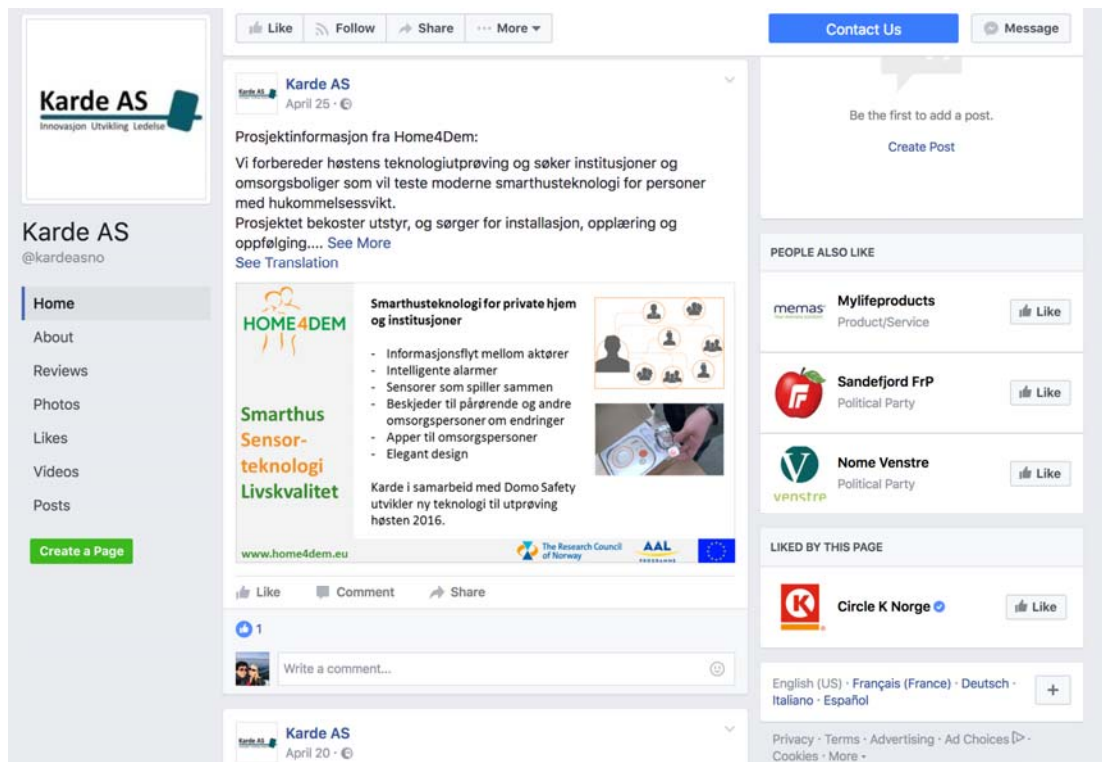 Karde AS
Innovasjon Utvikling Ledelse
Karde AS
@kardeasno
Home
About
Reviews
Photos
Likes
Videos
Posts
Create a Page
Like Follow Share ··· More
Contact Us
Message
Karde AS
Karde AS
April 25 ·
Prosjektinformasjon fra Home4Dem:
Vi forbereder høstens teknologiutprøving og søker institusjoner og
omsorgsboliger som vil teste moderne smarthusteknologi for personer
med hukommelsessvikt.
Prosjektet bekoster utstyr, og sørger for installasjon, opplæring og
oppfølging.... See More
See Translation
HOME4DEM
Smarthus
Sensor-
teknologi
Livskvalitet
www.home4dem.eu
Smarthusteknologi for private hjem
og institusjoner
- Informasjonsflyt mellom aktører
- Intelligente alarmer
- Sensorer som spiller sammen
- Beskjeder til pårørende og andre
omsorgspersoner om endringer
- Apper til omsorgspersoner
- Elegant design
Karde i samarbeid med Domo Safety
utvikler ny teknologi til utprøving
høsten 2016.
The Research Council
of Norway
AAL
PROGRAMME
Like Comment Share
1
Write a comment...
Karde AS
Karde AS
April 20 ·
Be the first to add a post.
Create Post
PEOPLE ALSO LIKE
memas
Mylifeproducts
Product/Service
Like
Sandefjord FrP
Political Party
Like
venstre
Nome Venstre
Political Party
Like
LIKED BY THIS PAGE
K
Circle K Norge
Like
English (US) · Français (France) · Deutsch ·
Italiano · Español
+
Privacy · Terms · Advertising · Ad Choices ·
Cookies · More